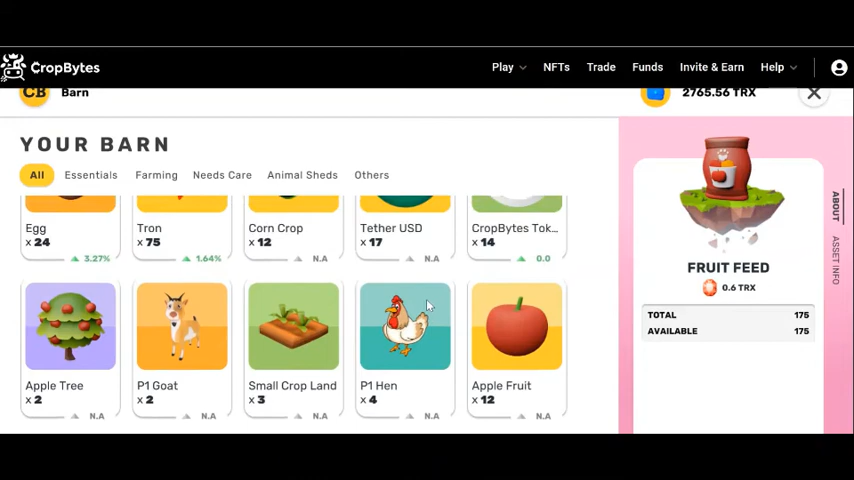 CropBytes
Play NFTs Trade Funds Invite & Earn Help
CB Barn 2765.56 TRX
YOUR BARN
All Essentials Farming Needs Care Animal Sheds Others
Egg Tron Corn Crop Tether USD CropBytes Tok...
x 24 x 75 x 12 x 17 x 14
3.27% 1.64% N.A N.A 0.0
Apple Tree P1 Goat Small Crop Land P1 Hen Apple Fruit
x 2 x 2 x 3 x 4 x 12
N.A N.A N.A N.A N.A
FRUIT FEED
0.6 TRX
TOTAL 175
AVAILABLE 175
ABOUT
ASSET INFO